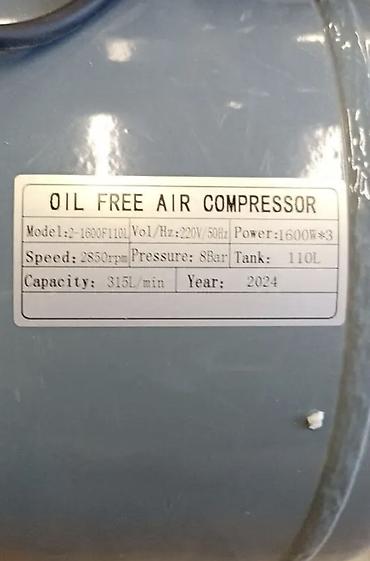 OIL FREE AIR COMPRESSOR
Model:2-1600F110L Vol/Hz:220V/50Hz Power:1600W*3
Speed: 2850rpm Pressure: 8Bar Tank: 110L
Capacity: 315L/min Year: 2024